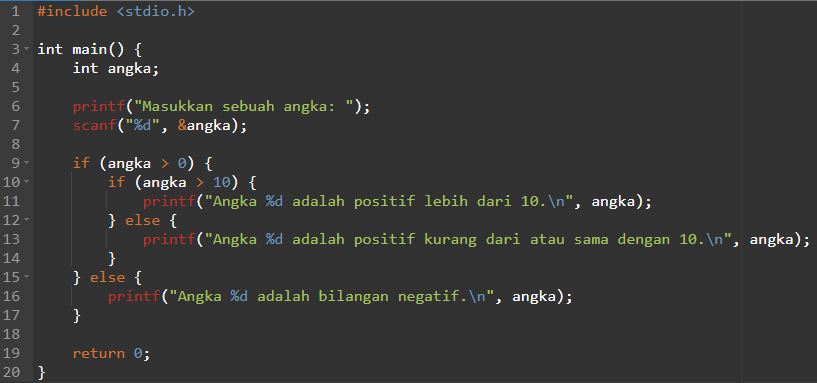 1 #include <stdio.h>
2
3 int main() {
4     int angka;
5
6     printf("Masukkan sebuah angka: ");
7     scanf("%d", &angka);
8
9     if (angka > 0) {
10         if (angka > 10) {
11             printf("Angka %d adalah positif lebih dari 10.\n", angka);
12         } else {
13             printf("Angka %d adalah positif kurang dari atau sama dengan 10.\n", angka);
14         }
15     } else {
16         printf("Angka %d adalah bilangan negatif.\n", angka);
17     }
18
19     return 0;
20 }